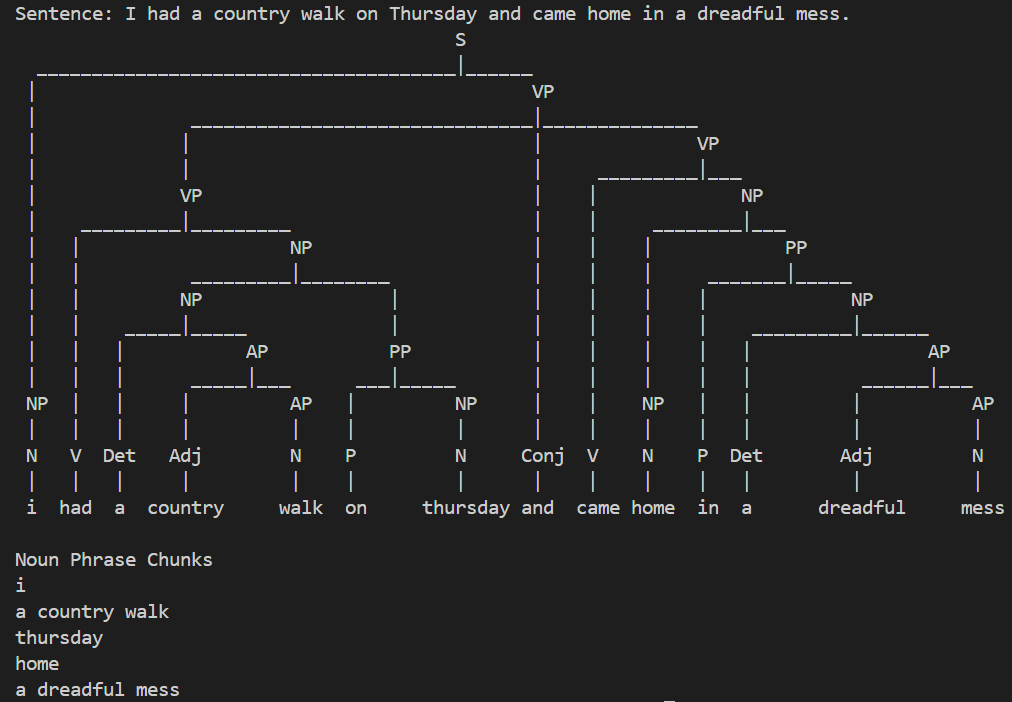 Sentence: I had a country walk on Thursday and came home in a dreadful mess.
S
VP
VP
VP NP
NP PP
NP NP
AP PP AP
NP AP NP NP AP
N V Det Adj N P N Conj V N P Det Adj N
i had a country walk on thursday and came home in a dreadful mess
Noun Phrase Chunks
i
a country walk
thursday
home
a dreadful mess